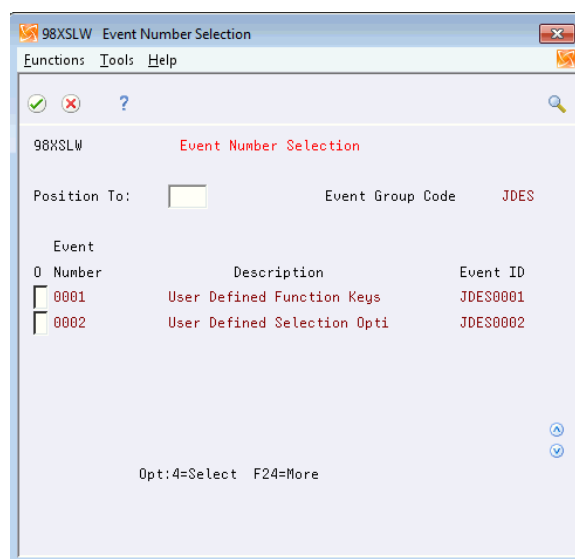 98XSLW Event Number Selection
Functions Tools Help
?
98XSLW Event Number Selection
Position To: Event Group Code JDES
Event
O Number Description Event ID
0001 User Defined Function Keys JDES0001
0002 User Defined Selection Opti JDES0002
Opt:4=Select F24=More